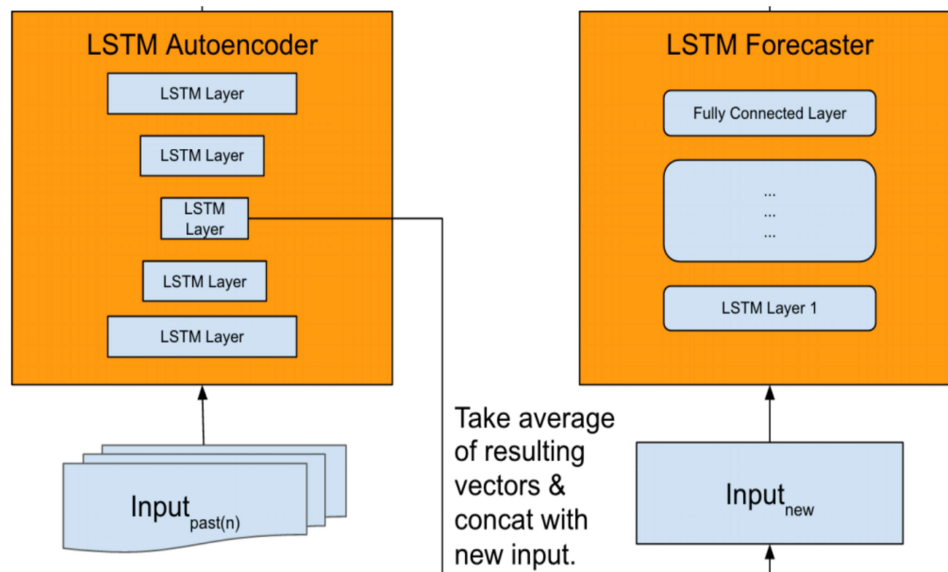 LSTM Autoencoder
LSTM Layer
LSTM Layer
LSTM
Layer
LSTM Layer
LSTM Layer
Input past(n)
Take average
of resulting
vectors &
concat with
new input.
LSTM Forecaster
Fully Connected Layer
...
...
...
LSTM Layer 1
Input new